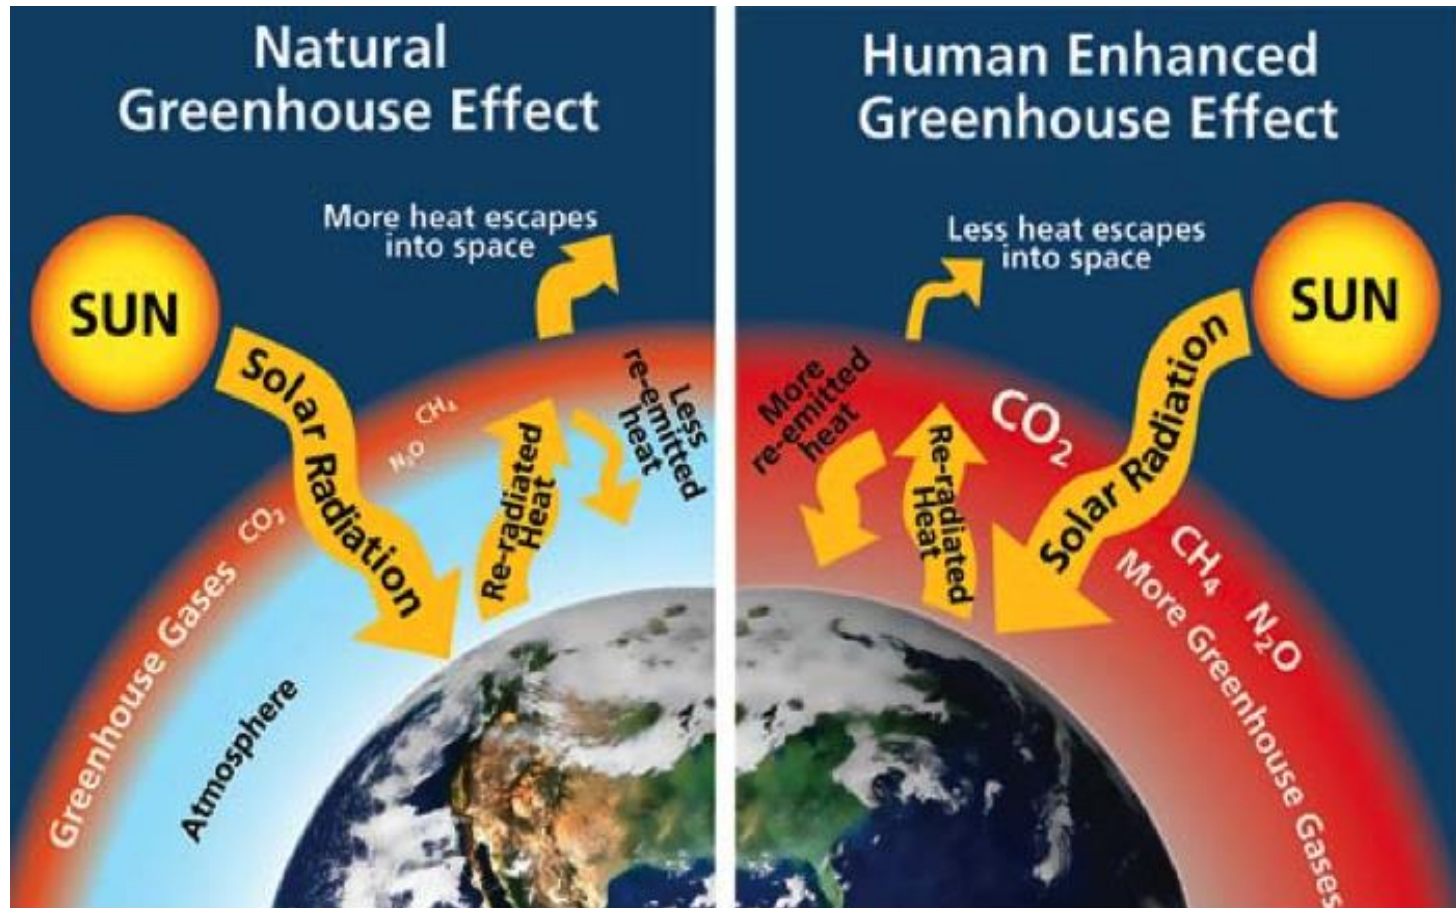 Natural
Greenhouse Effect
More heat escapes
into space
SUN
Solar Radiation
CH₄
N₂O
CO₂
Re-radiated
Heat
Less
re-emitted
heat
Greenhouse Gases
Atmosphere
Human Enhanced
Greenhouse Effect
Less heat escapes
into space
SUN
Solar Radiation
More
re-emitted
heat
Re-radiated
Heat
CO₂
CH₄
N₂O
More Greenhouse Gases